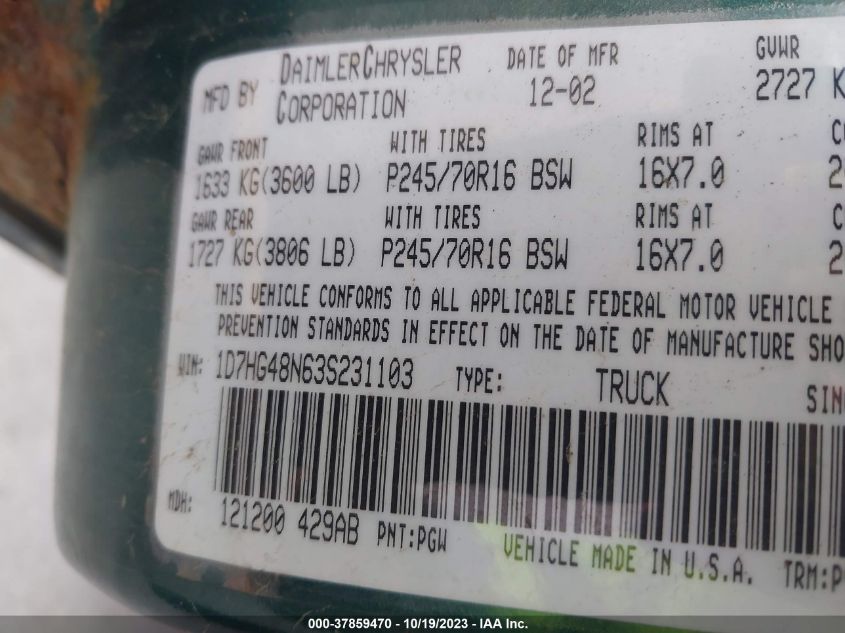 MFD BY DAIMLERCHRYSLER CORPORATION DATE OF MFR 12-02 GVWR 2727 K
GAWR FRONT WITH TIRES RIMS AT C
1633 KG(3600 LB) P245/70R16 BSW 16X7.0 2
GAWR REAR WITH TIRES RIMS AT C
1727 KG(3806 LB) P245/70R16 BSW 16X7.0 2
THIS VEHICLE CONFORMS TO ALL APPLICABLE FEDERAL MOTOR VEHICLE
PREVENTION STANDARDS IN EFFECT ON THE DATE OF MANUFACTURE SHO
VIN: 1D7HG48N63S231103 TYPE: TRUCK SIN
MDH: 121200 429AB PNT:PGW VEHICLE MADE IN U.S.A. TRM:P
000-37859470 - 10/19/2023 - IAA Inc.